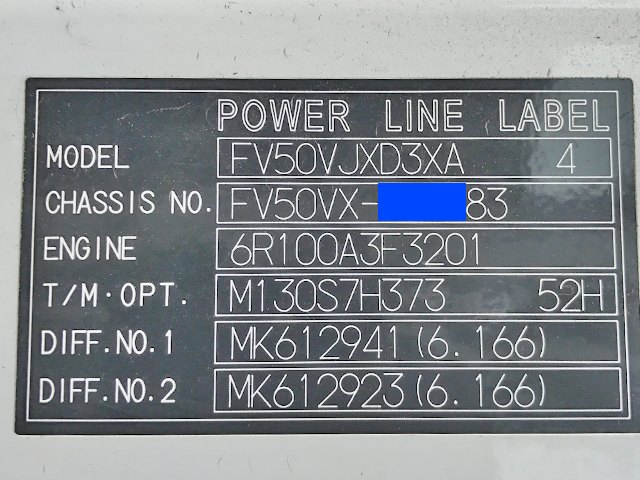 POWER LINE LABEL
MODEL FV50VJXD3XA 4
CHASSIS NO. FV50VX-83
ENGINE 6R100A3F3201
T/M·OPT. M130S7H373 52H
DIFF.NO.1 MK612941(6.166)
DIFF.NO.2 MK612923(6.166)